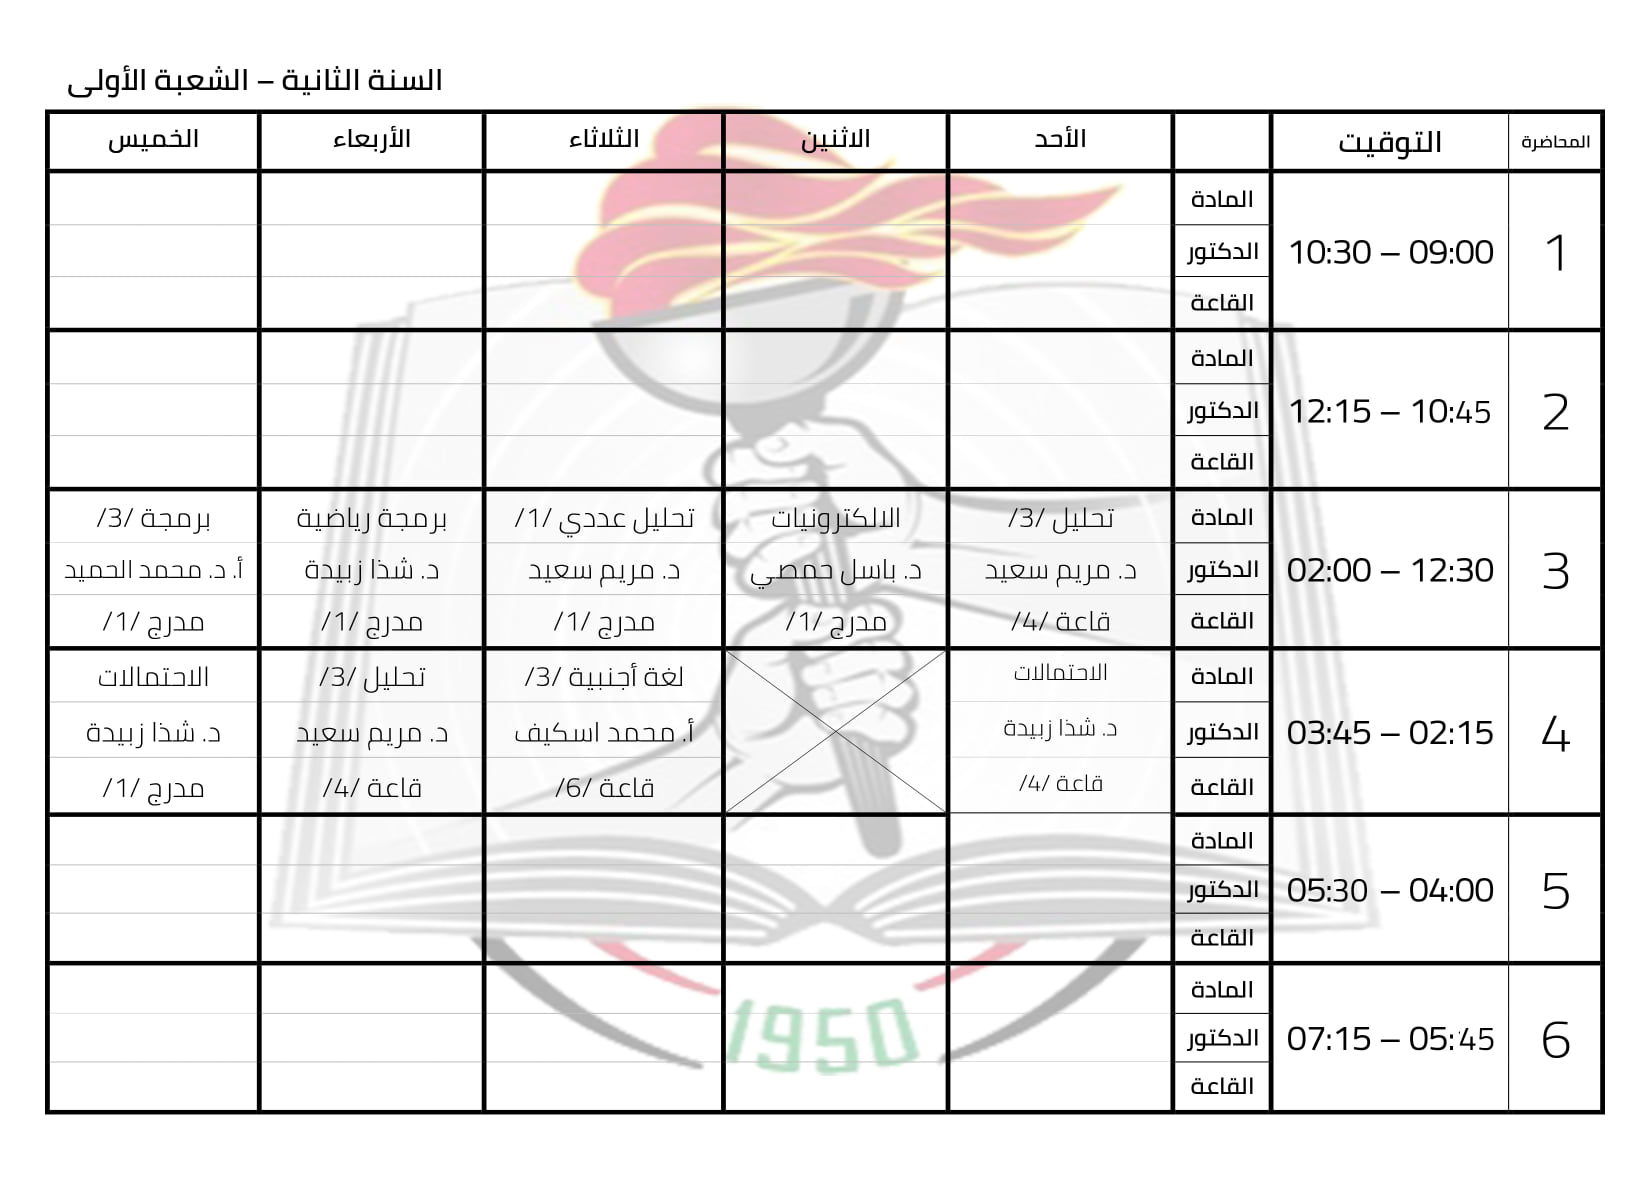 السنة الثانية – الشعبة الأولى
المحاضرة التوقيت الأحد الاثنين الثلاثاء الأربعاء الخميس
1 09:00 – 10:30 المادة
الدكتور
القاعة
2 10:45 – 12:15 المادة
الدكتور
القاعة
3 12:30 – 02:00 المادة تحليل /3/ الالكترونيات تحليل عددي /1/ برمجة رياضية برمجة /3/
الدكتور د. مريم سعيد د. باسل حمصي د. مريم سعيد د. شذا زبيدة أ. د. محمد الحميد
القاعة قاعة /4/ مدرج /1/ مدرج /1/ مدرج /1/ مدرج /1/
4 02:15 – 03:45 المادة الاحتمالات لغة أجنبية /3/ تحليل /3/ الاحتمالات
الدكتور د. شذا زبيدة أ. محمد اسكيف د. مريم سعيد د. شذا زبيدة
القاعة قاعة /4/ قاعة /6/ قاعة /4/ مدرج /1/
5 04:00 – 05:30 المادة
الدكتور
القاعة
6 05:45 – 07:15 المادة
الدكتور
القاعة
1950